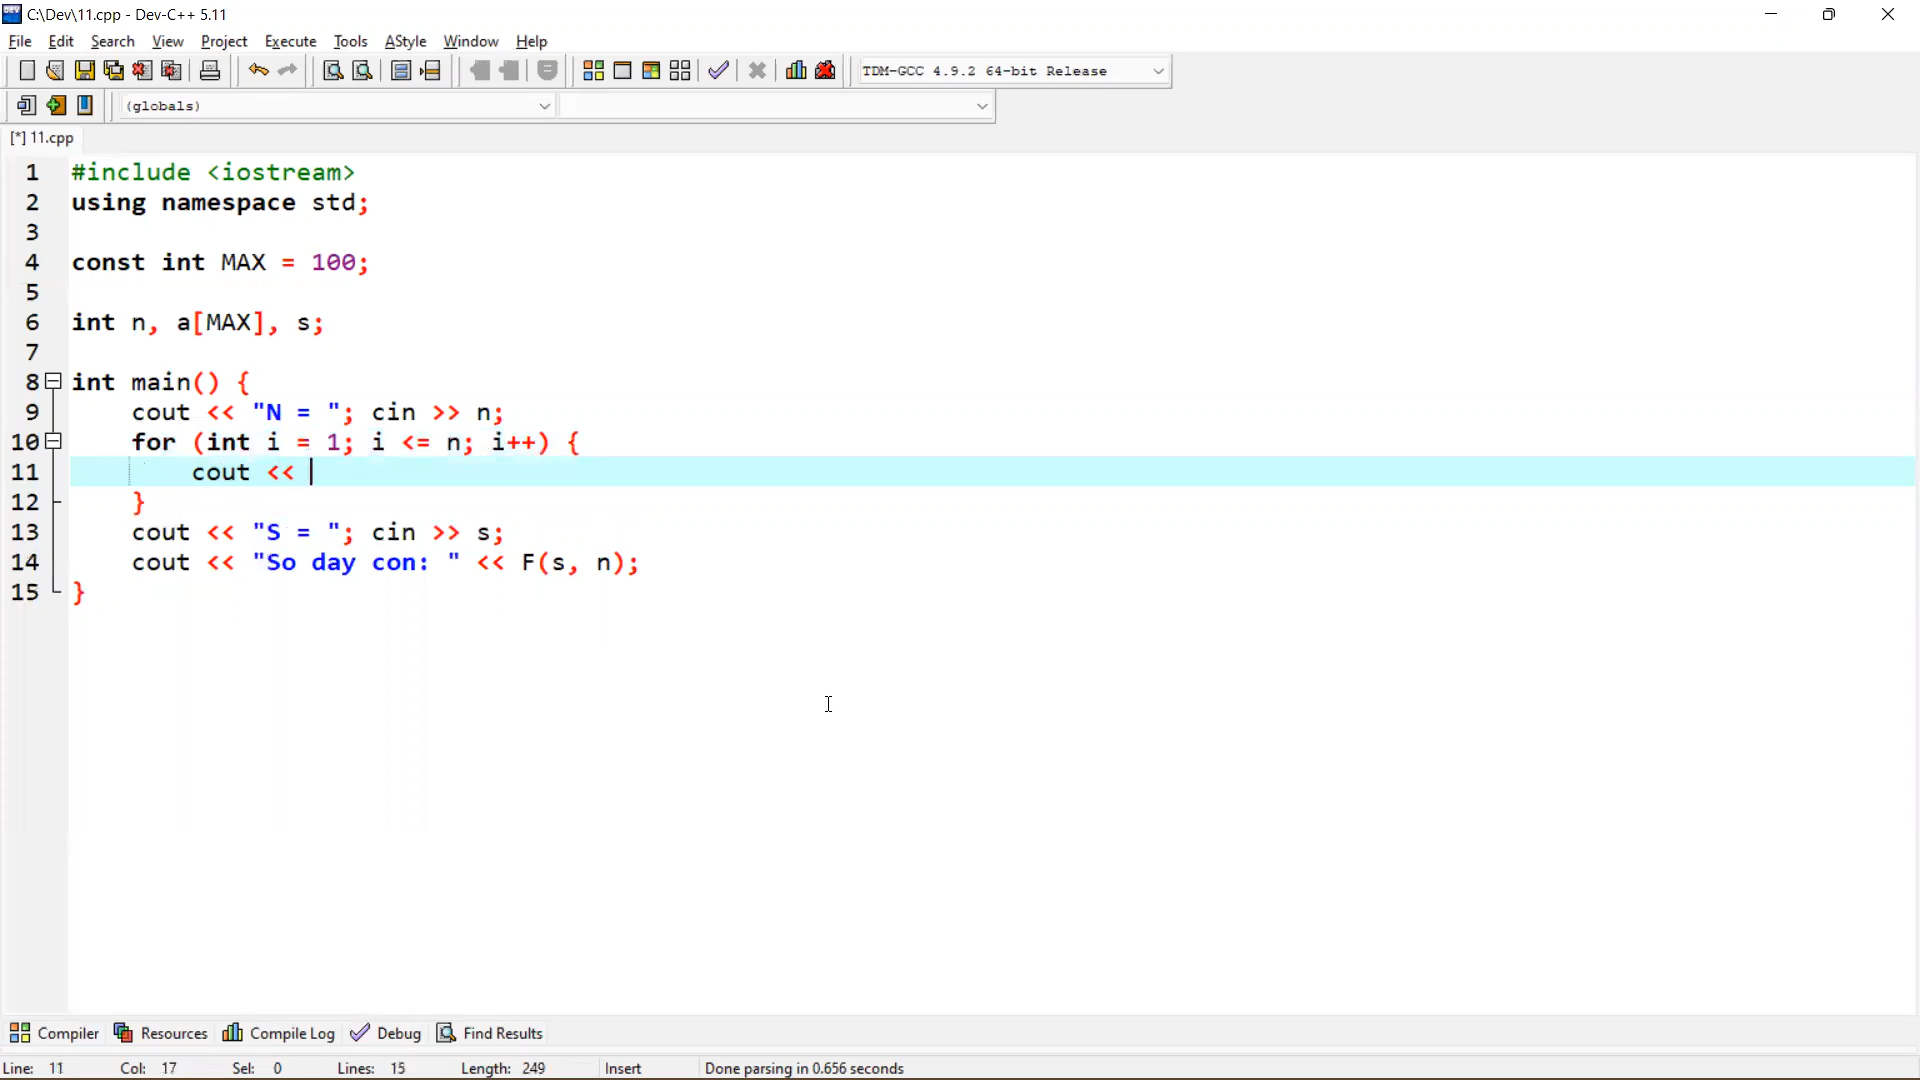 C:\Dev\11.cpp - Dev-C++ 5.11
File Edit Search View Project Execute Tools AStyle Window Help
TDM-GCC 4.9.2 64-bit Release
(globals)
[*] 11.cpp
1 #include <iostream>
2 using namespace std;
3
4 const int MAX = 100;
5
6 int n, a[MAX], s;
7
8 int main() {
9 cout << "N = "; cin >> n;
10 for (int i = 1; i <= n; i++) {
11 cout <<
12 }
13 cout << "S = "; cin >> s;
14 cout << "So day con: " << F(s, n);
15 }
Compiler Resources Compile Log Debug Find Results
Line: 11 Col: 17 Sel: 0 Lines: 15 Length: 249 Insert Done parsing in 0.656 seconds